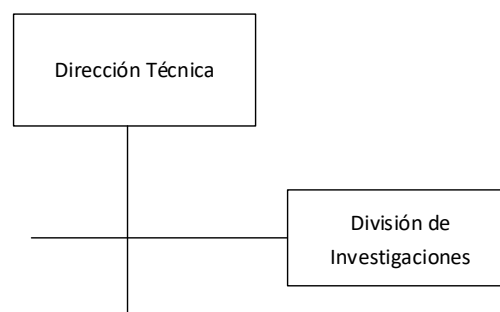 Dirección Técnica
División de
Investigaciones